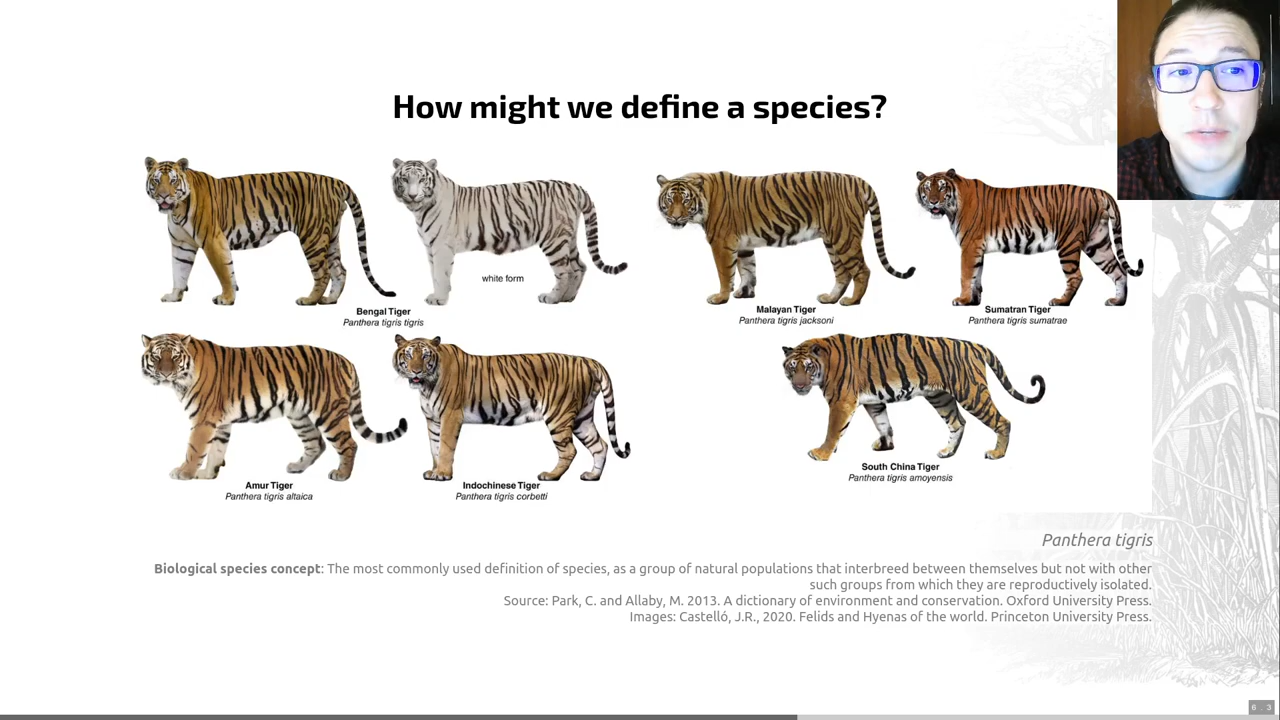 How might we define a species?
white form
Bengal Tiger
Panthera tigris tigris
Malayan Tiger
Panthera tigris jacksoni
Sumatran Tiger
Panthera tigris sumatrae
Amur Tiger
Panthera tigris altaica
Indochinese Tiger
Panthera tigris corbetti
South China Tiger
Panthera tigris amoyensis
Panthera tigris
Biological species concept: The most commonly used definition of species, as a group of natural populations that interbreed between themselves but not with other
such groups from which they are reproductively isolated.
Source: Park, C. and Allaby, M. 2013. A dictionary of environment and conservation. Oxford University Press.
Images: Castelló, J.R., 2020. Felids and Hyenas of the world. Princeton University Press.
6 . 3